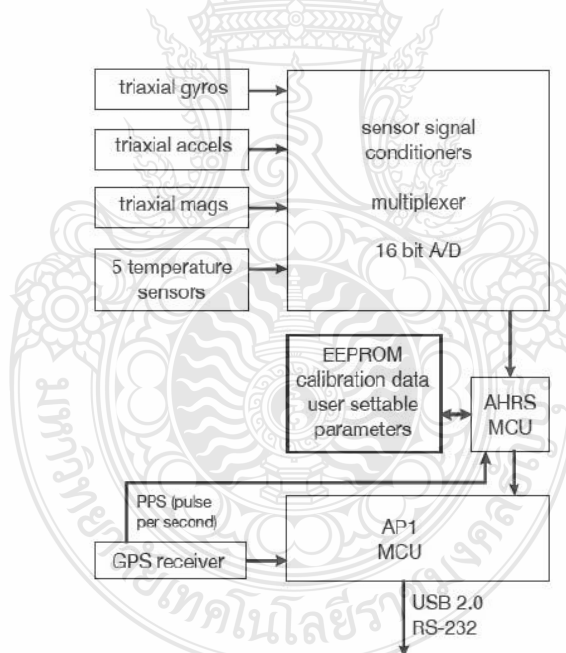 triaxial gyros
triaxial accels
triaxial mags
5 temperature
sensors
sensor signal
conditioners
multiplexer
16 bit A/D
EEPROM
calibration data
user settable
parameters
AHRS
MCU
PPS (pulse
per second)
GPS receiver
AP1
MCU
USB 2.0
RS-232